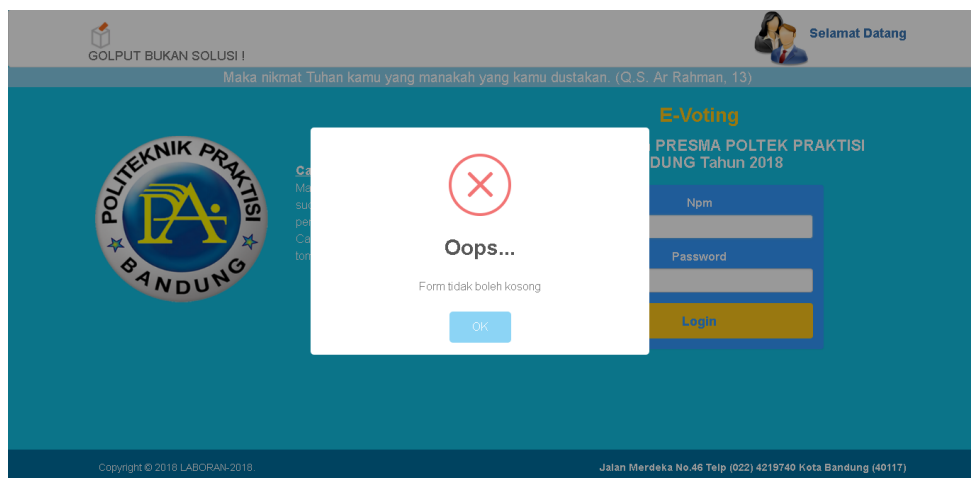 GOLPUT BUKAN SOLUSI !
Selamat Datang
Maka nikmat Tuhan kamu yang manakah yang kamu dustakan. (Q.S. Ar Rahman, 13)
POLITEKNIK PRAKTISI
BANDUNG
E-Voting
PRESMA POLTEK PRAKTISI
DUNG Tahun 2018
Npm
Password
Login
Oops...
Form tidak boleh kosong
OK
Copyright © 2018 LABORAN-2018.
Jalan Merdeka No.46 Telp (022) 4219740 Kota Bandung (40117)